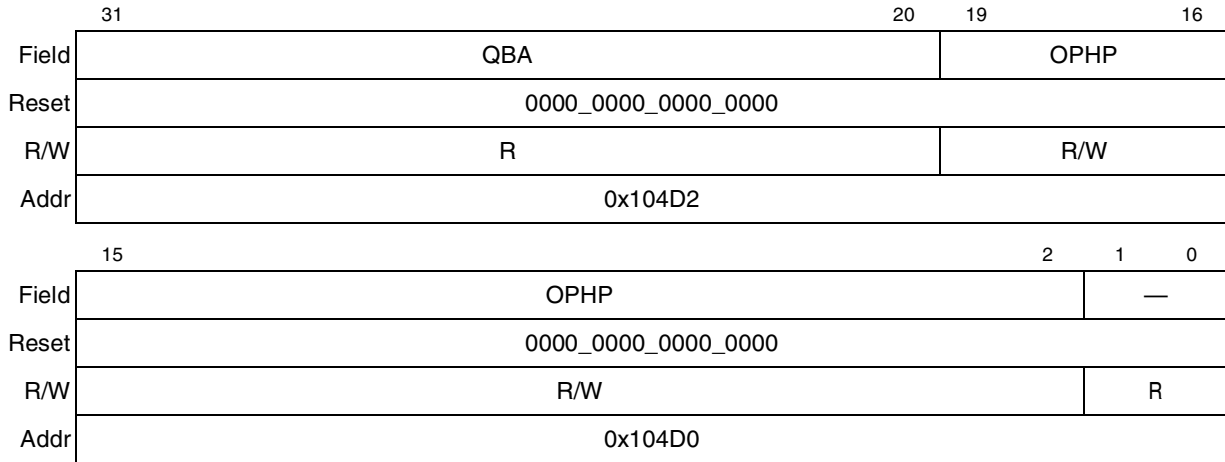 31 20 19 16
Field QBA OPHP
Reset 0000_0000_0000_0000
R/W R R/W
Addr 0x104D2
15 2 1 0
Field OPHP —
Reset 0000_0000_0000_0000
R/W R/W R
Addr 0x104D0